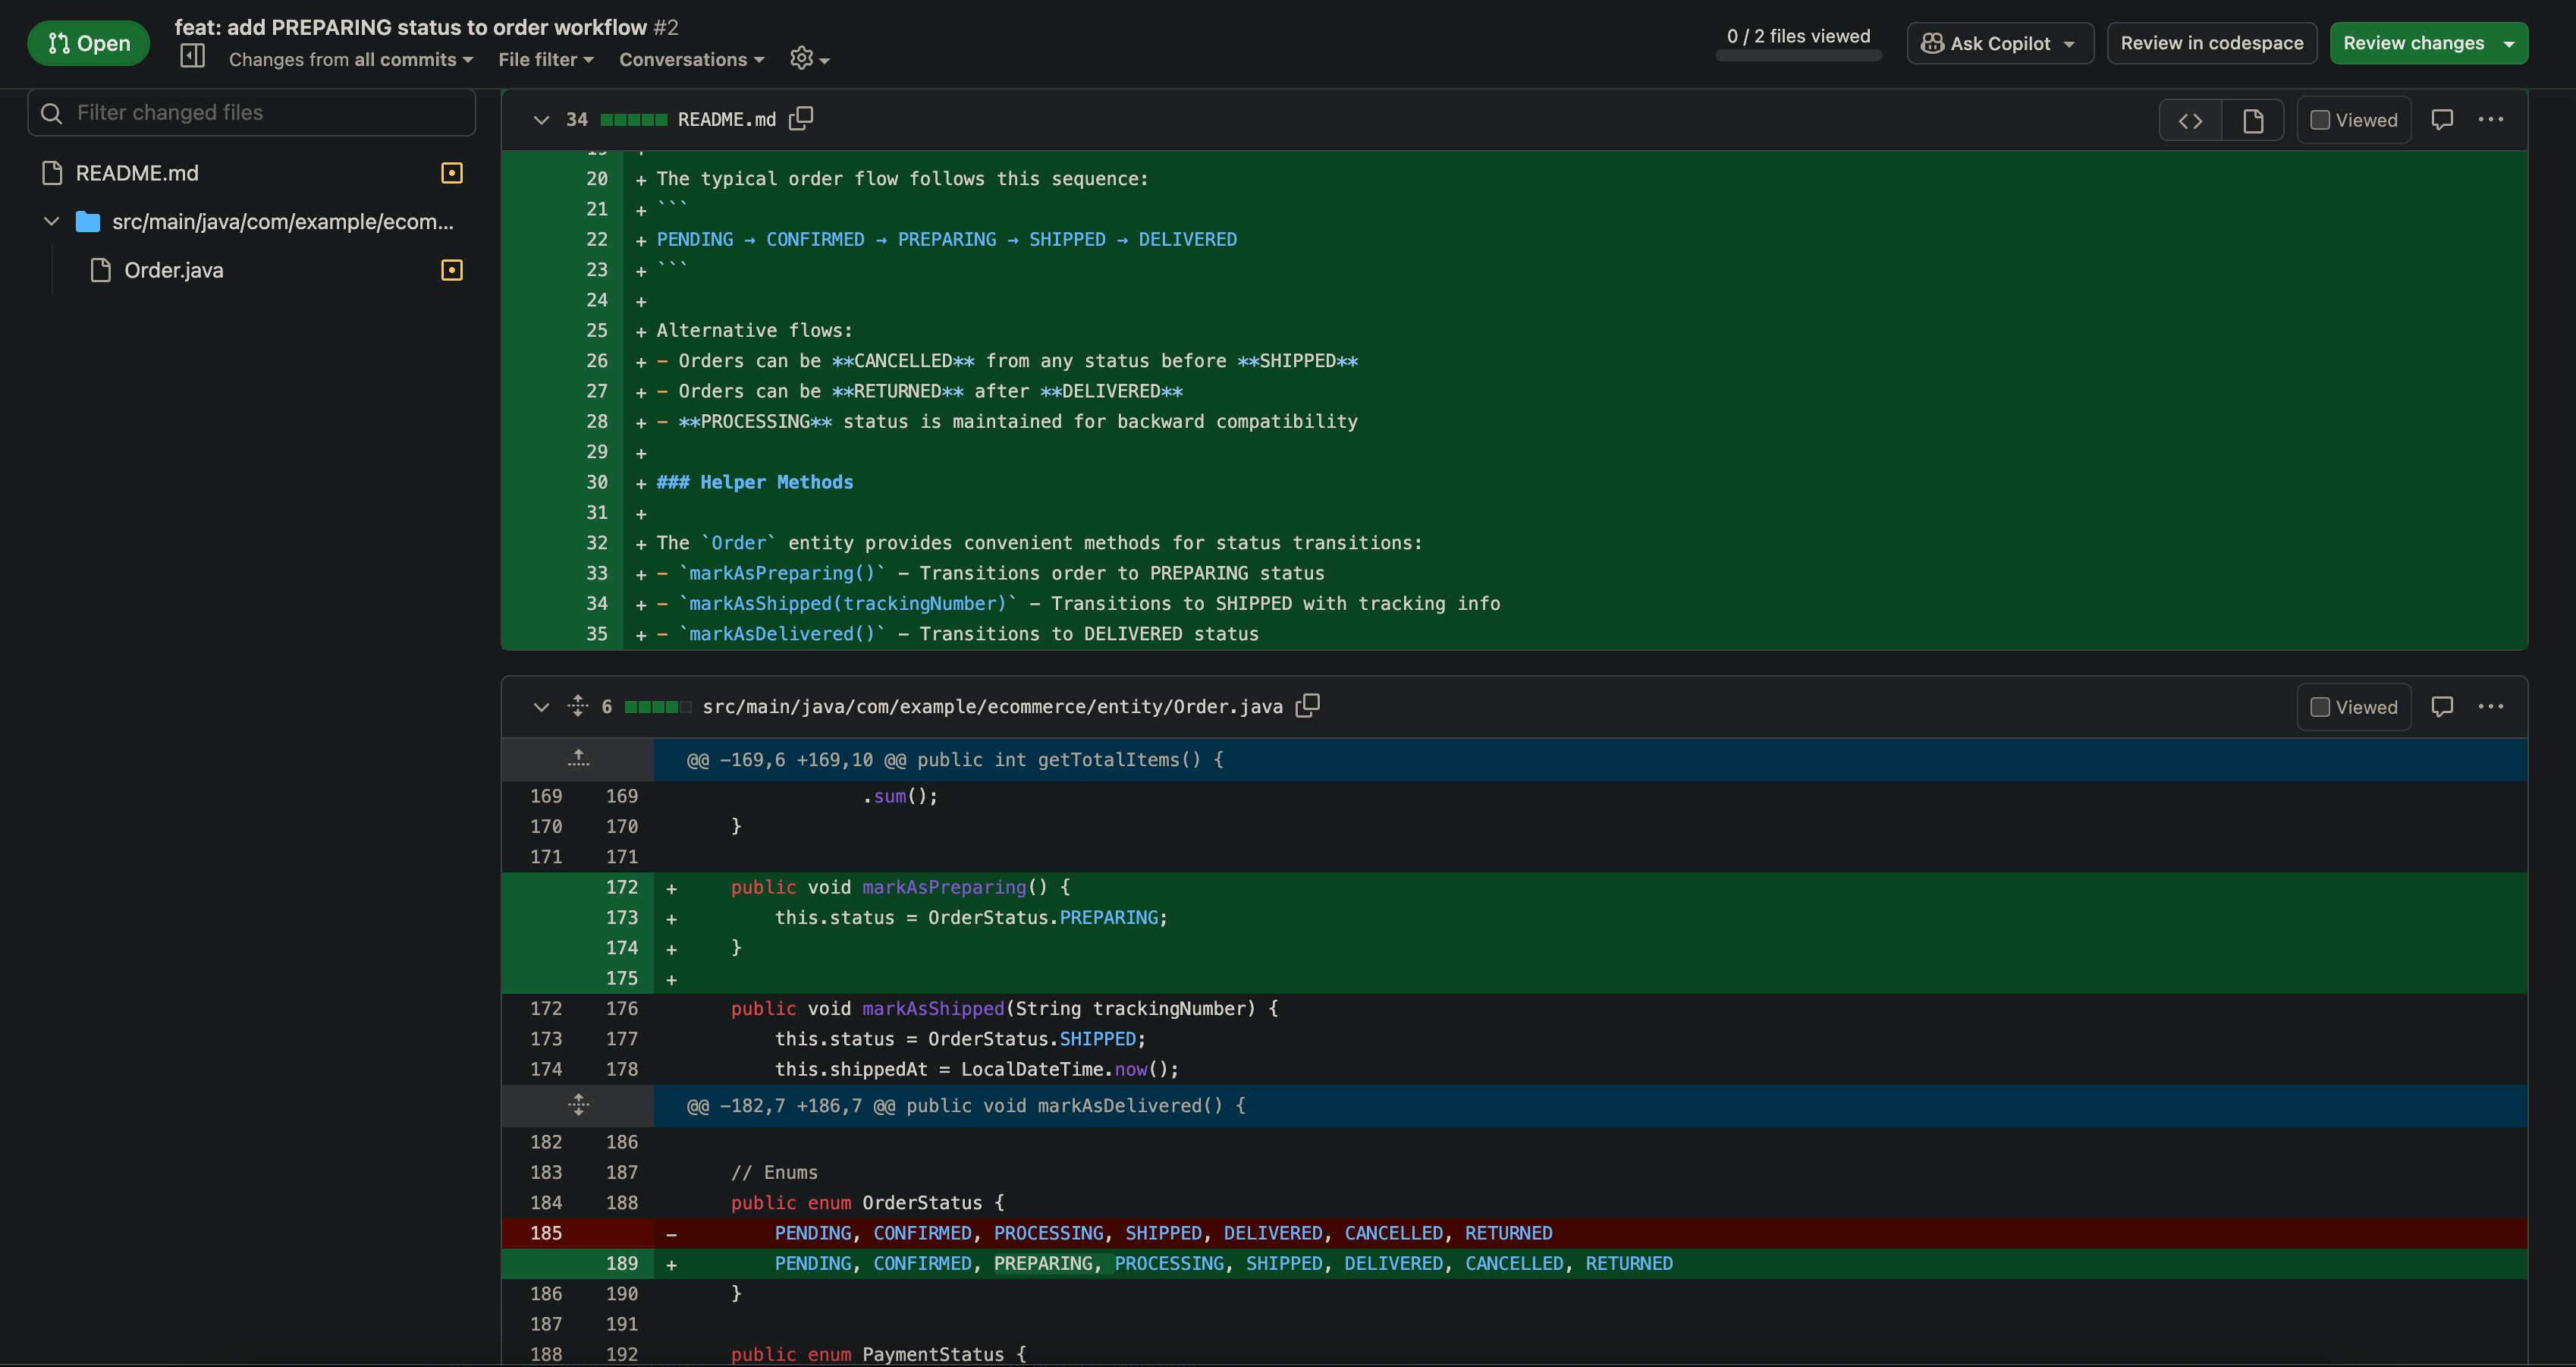 Open
feat: add PREPARING status to order workflow #2
Changes from all commits File filter Conversations
0 / 2 files viewed
Ask Copilot
Review in codespace
Review changes
Filter changed files
README.md
src/main/java/com/example/ecom...
Order.java
34 README.md
Viewed
20 + The typical order flow follows this sequence:
21 + ```
22 + PENDING → CONFIRMED → PREPARING → SHIPPED → DELIVERED
23 + ```
24 +
25 + Alternative flows:
26 + - Orders can be **CANCELLED** from any status before **SHIPPED**
27 + - Orders can be **RETURNED** after **DELIVERED**
28 + - **PROCESSING** status is maintained for backward compatibility
29 +
30 + ### Helper Methods
31 +
32 + The `Order` entity provides convenient methods for status transitions:
33 + - `markAsPreparing()` - Transitions order to PREPARING status
34 + - `markAsShipped(trackingNumber)` - Transitions to SHIPPED with tracking info
35 + - `markAsDelivered()` - Transitions to DELIVERED status
6 src/main/java/com/example/ecommerce/entity/Order.java
Viewed
@@ -169,6 +169,10 @@ public int getTotalItems() {
169 169 .sum();
170 170 }
171 171
172 + public void markAsPreparing() {
173 + this.status = OrderStatus.PREPARING;
174 + }
175 +
172 176 public void markAsShipped(String trackingNumber) {
173 177 this.status = OrderStatus.SHIPPED;
174 178 this.shippedAt = LocalDateTime.now();
@@ -182,7 +186,7 @@ public void markAsDelivered() {
182 186
183 187 // Enums
184 188 public enum OrderStatus {
185 - PENDING, CONFIRMED, PROCESSING, SHIPPED, DELIVERED, CANCELLED, RETURNED
189 + PENDING, CONFIRMED, PREPARING, PROCESSING, SHIPPED, DELIVERED, CANCELLED, RETURNED
186 190 }
187 191
188 192 public enum PaymentStatus {